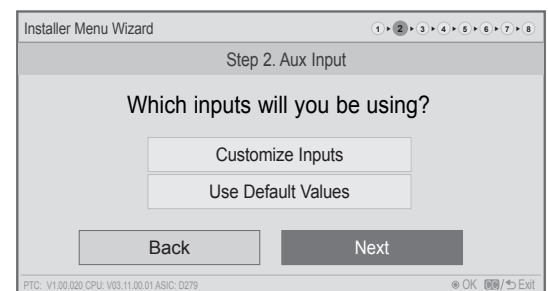 Installer Menu Wizard 1 ▸ 2 ▸ 3 ▸ 4 ▸ 5 ▸ 6 ▸ 7 ▸ 8
Step 2. Aux Input
Which inputs will you be using?
Customize Inputs
Use Default Values
Back Next
PTC: V1.00.020 CPU: V03.11.00.01 ASIC: D279 ◉ OK CC / ⮌ Exit